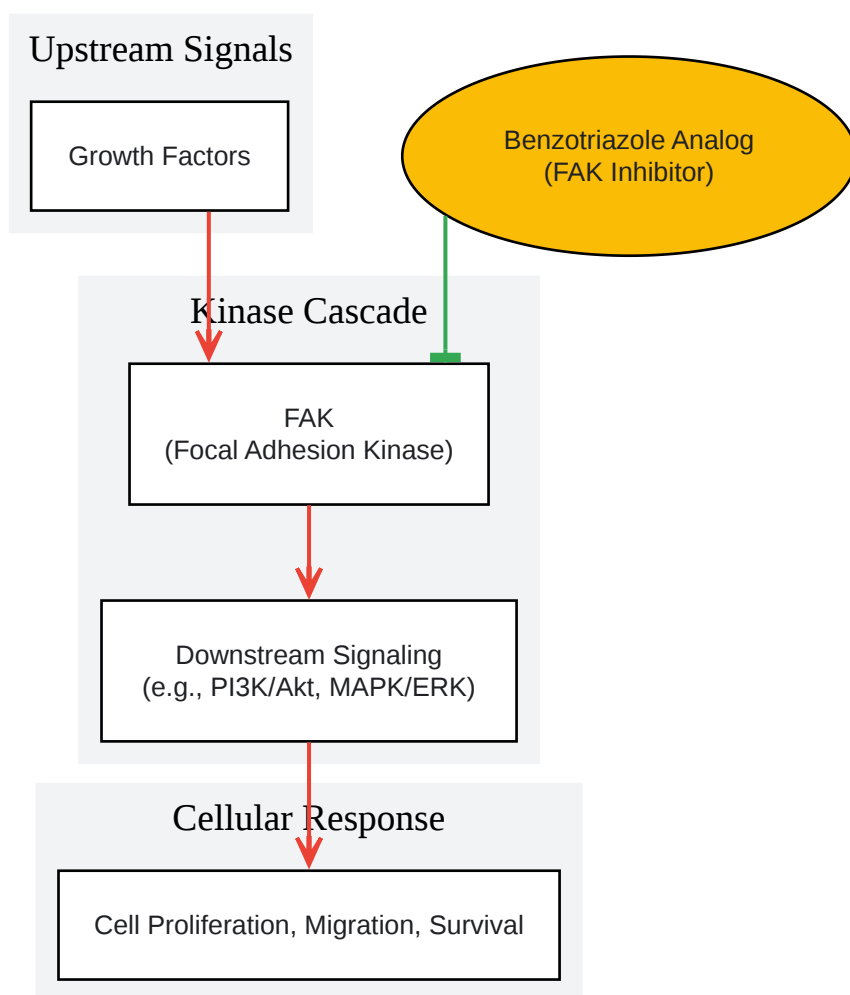 Upstream Signals
Growth Factors
Benzotriazole Analog
(FAK Inhibitor)
Kinase Cascade
FAK
(Focal Adhesion Kinase)
Downstream Signaling
(e.g., PI3K/Akt, MAPK/ERK)
Cellular Response
Cell Proliferation, Migration, Survival